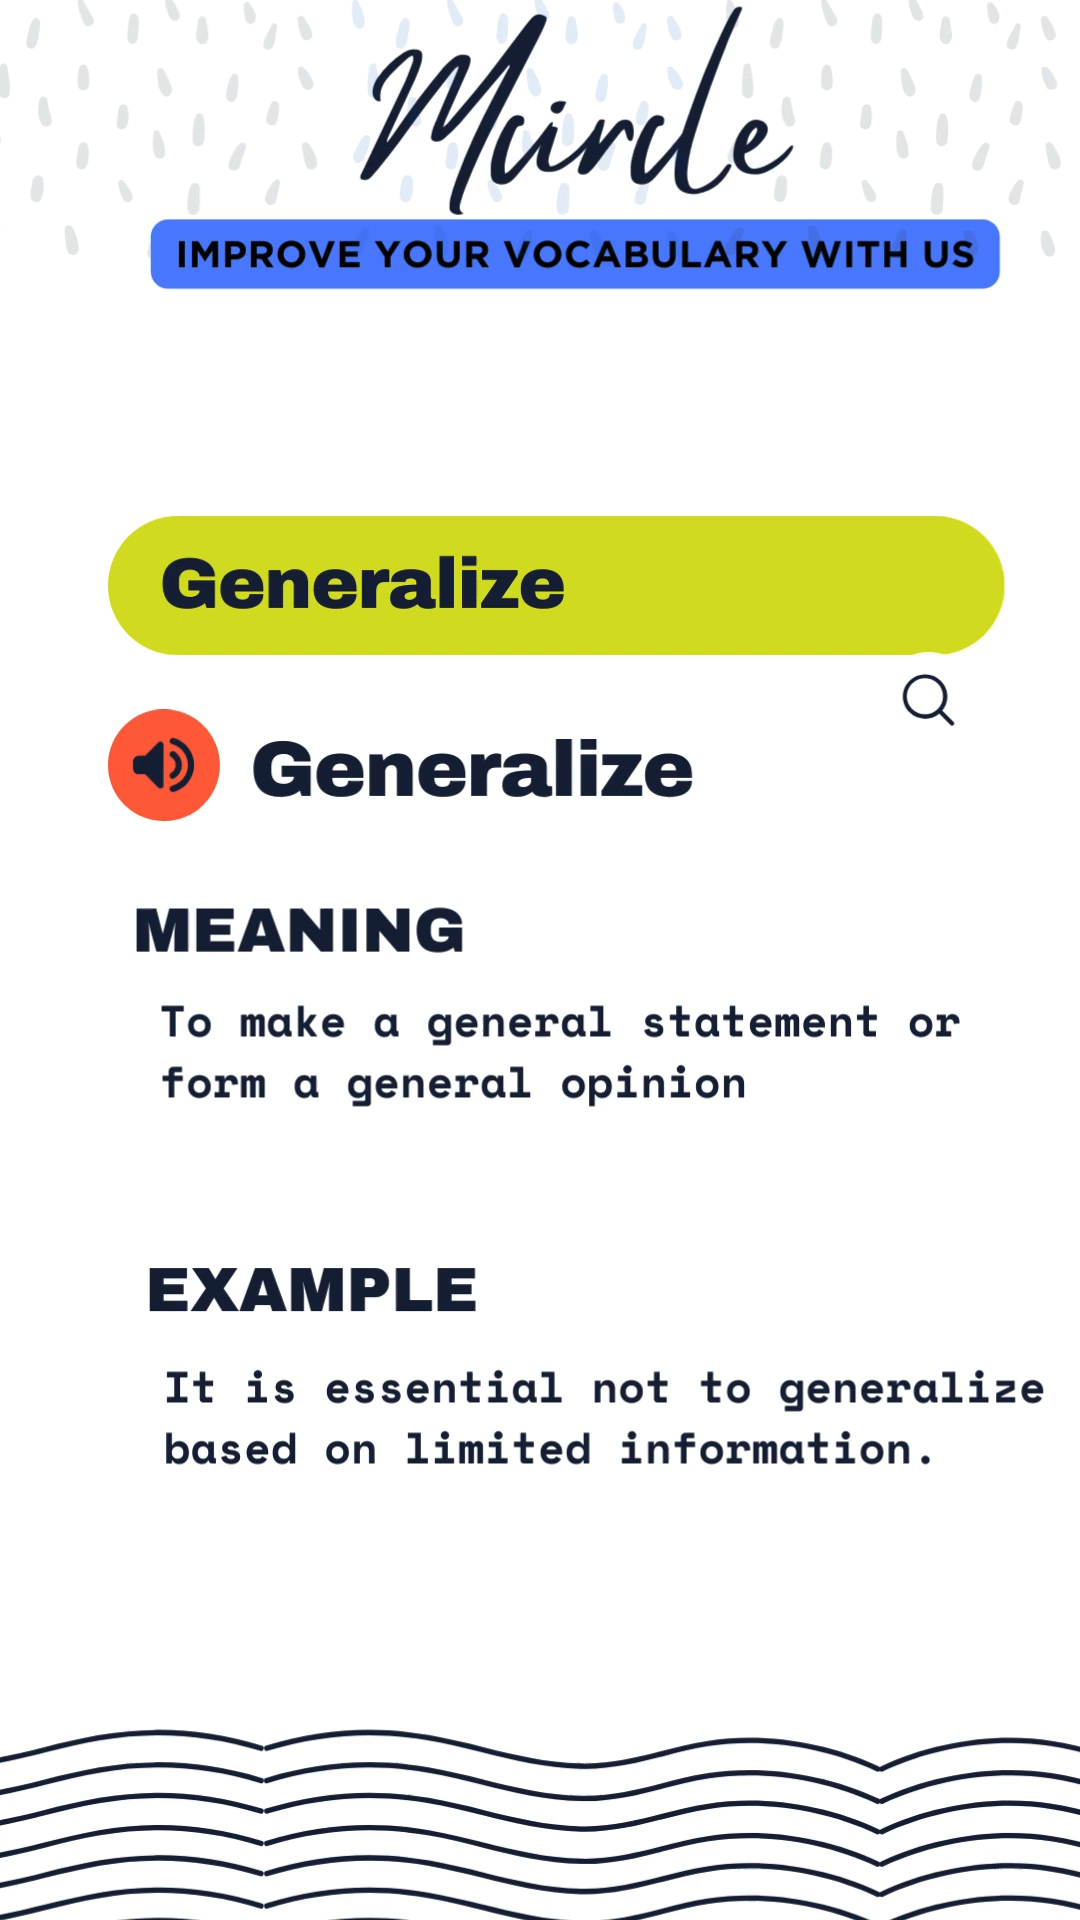 IMPROVE YOUR VOCABULARY WITH US
Generalize
Generalize
MEANING
To make a general statement or
form a general opinion
EXAMPLE
It is essential not to generalize
based on limited information.